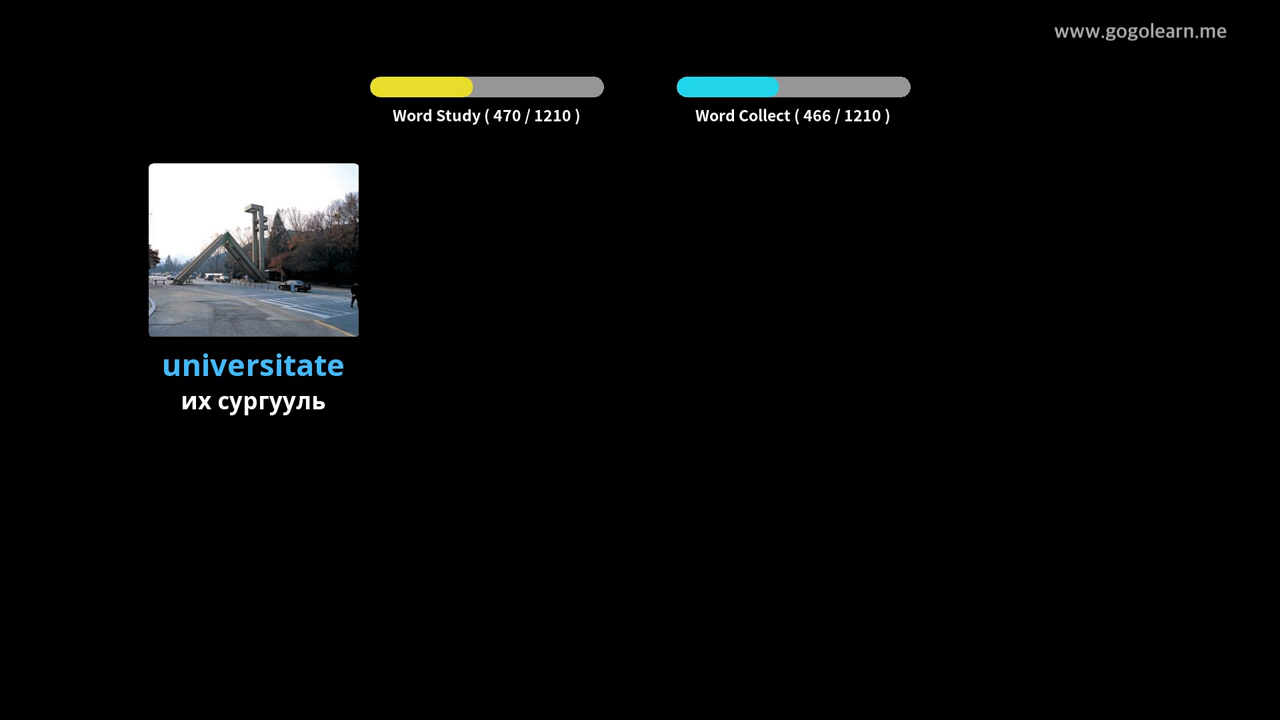 www.gogolearn.me
Word Study ( 470 / 1210 )
Word Collect ( 466 / 1210 )
universitate
их сургууль